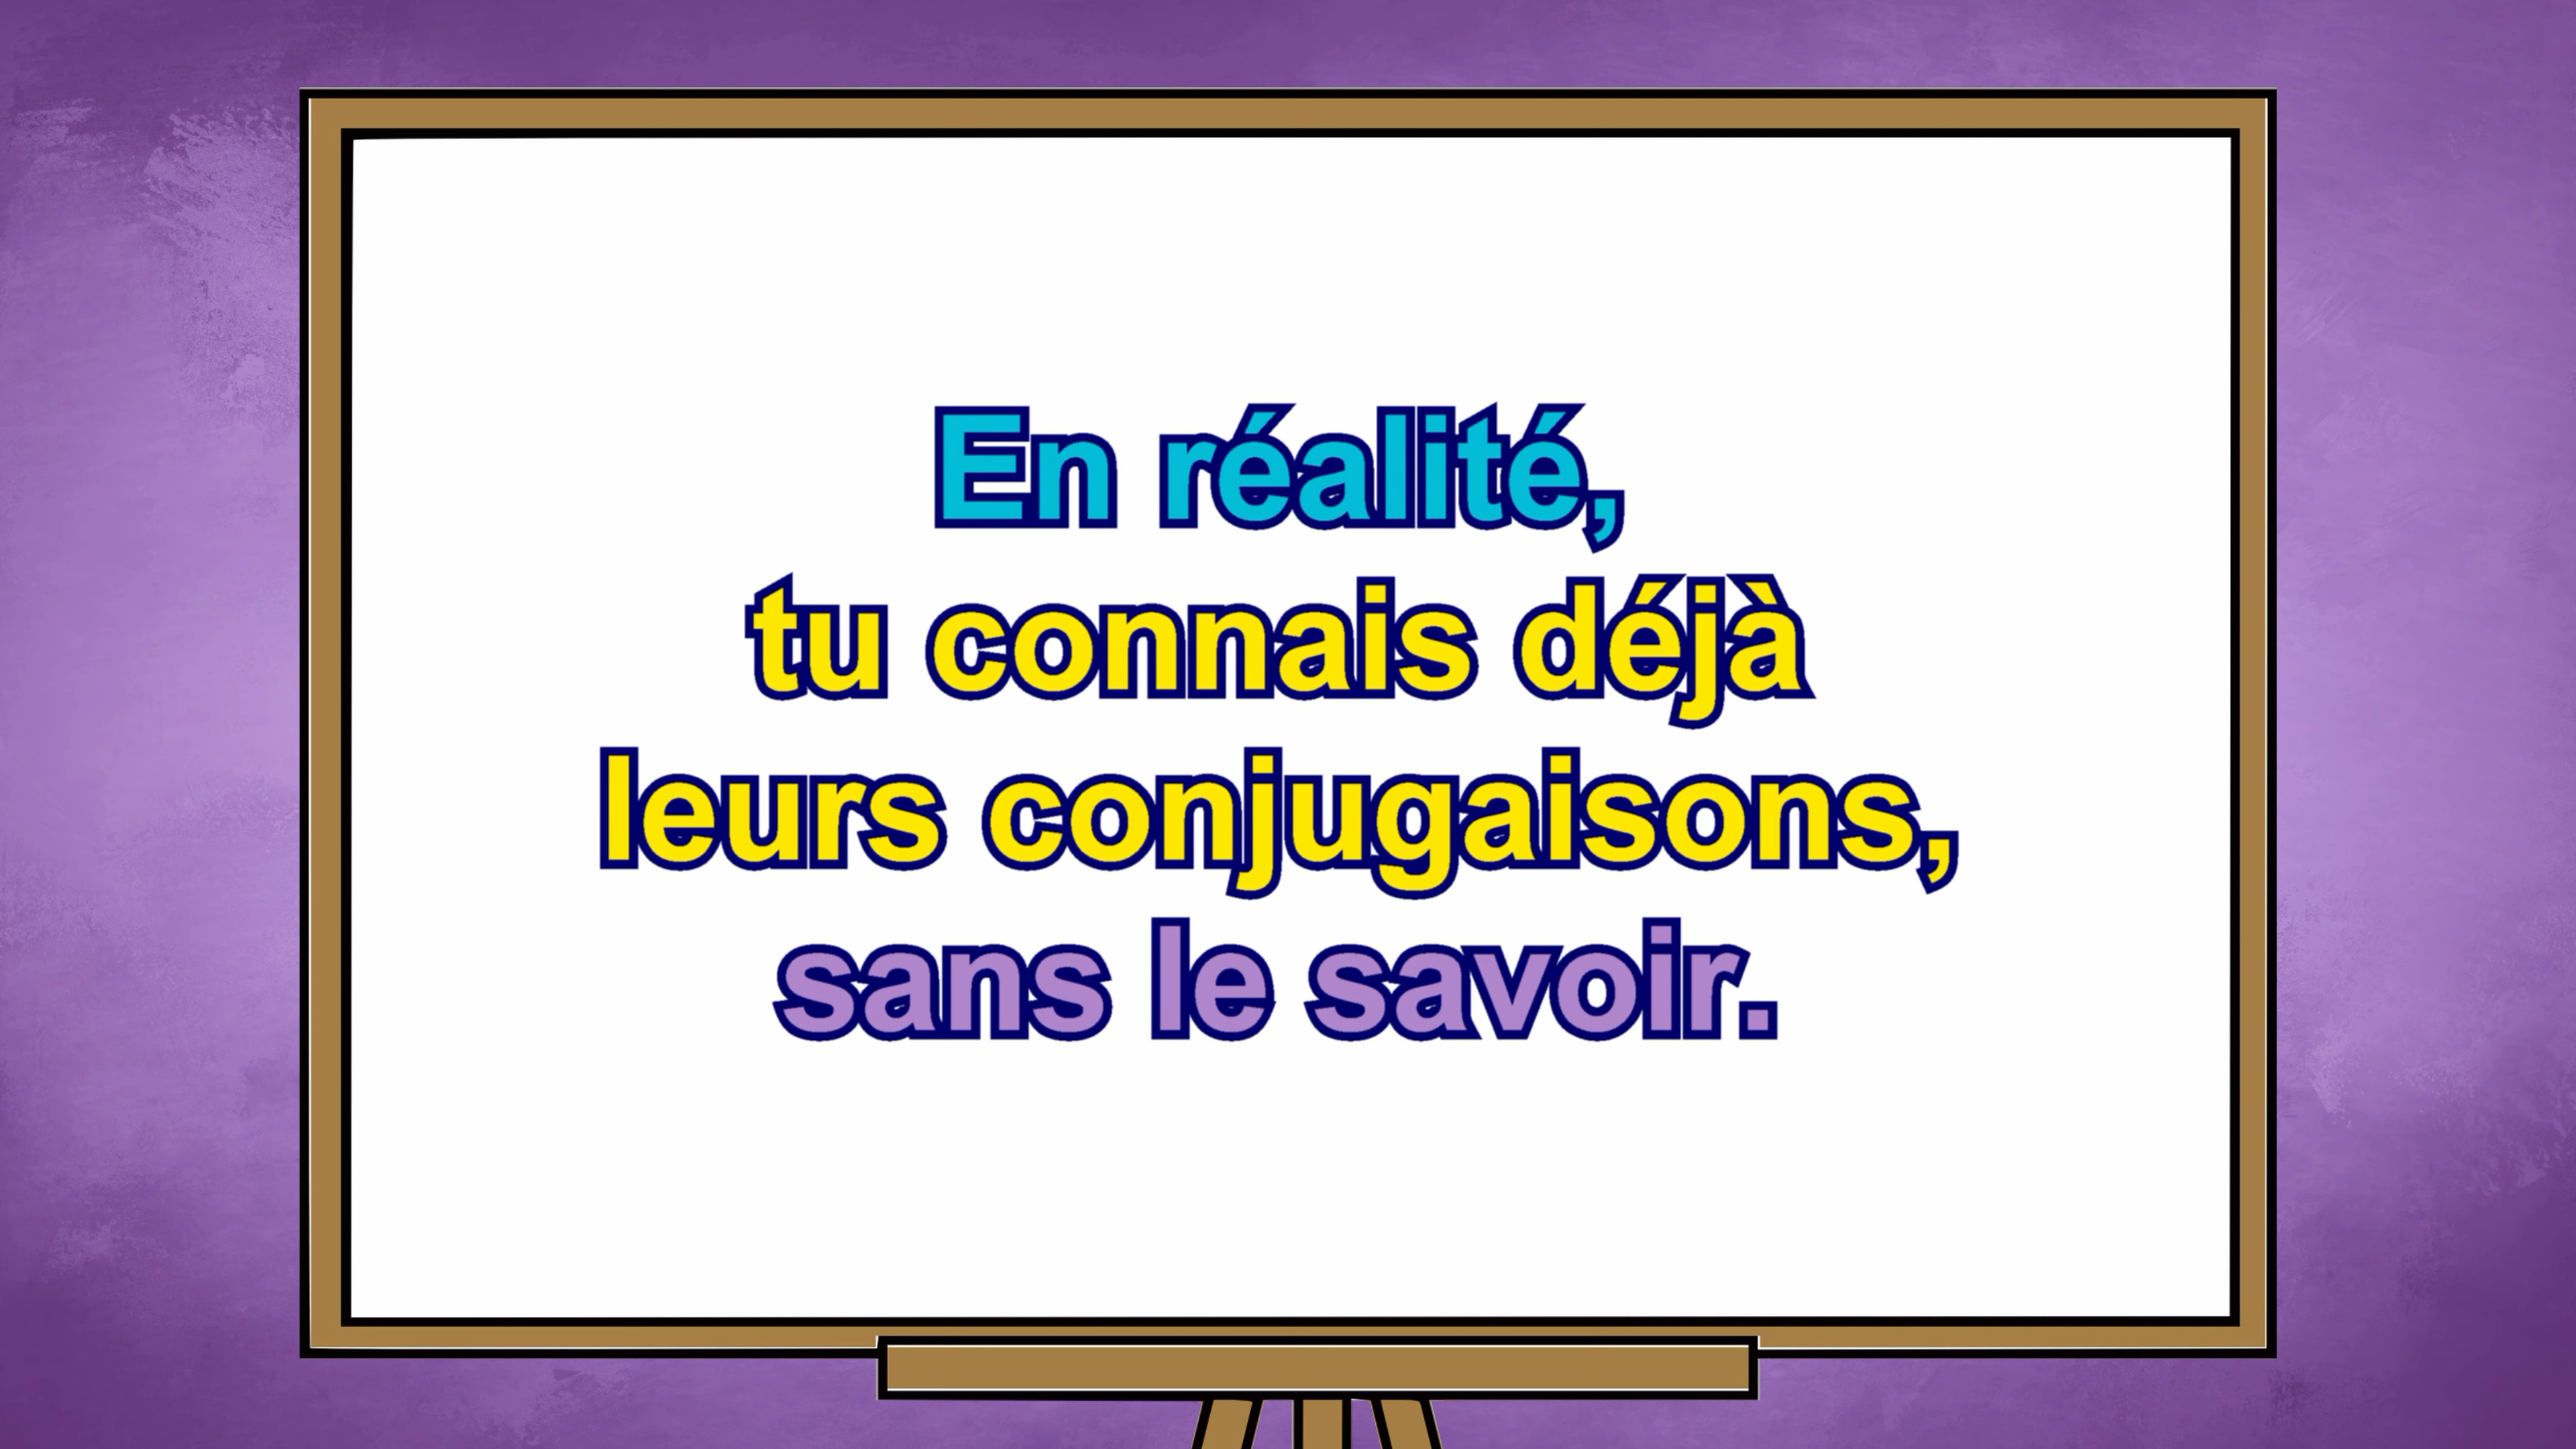 En réalité,
tu connais déjà
leurs conjugaisons,
sans le savoir.